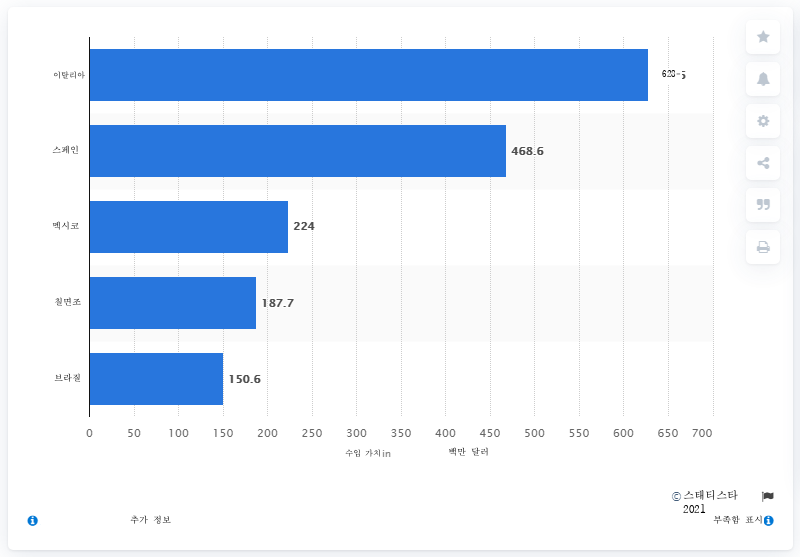 이탈리아
스페인 468.6
멕시코 224
칠면조 187.7
브라질 150.6
0 50 100 150 200 250 300 350 400 450 500 550 600 650 700
수입 가치in 백만 달러
© 스태티스타
2021
추가 정보 부족함 표시